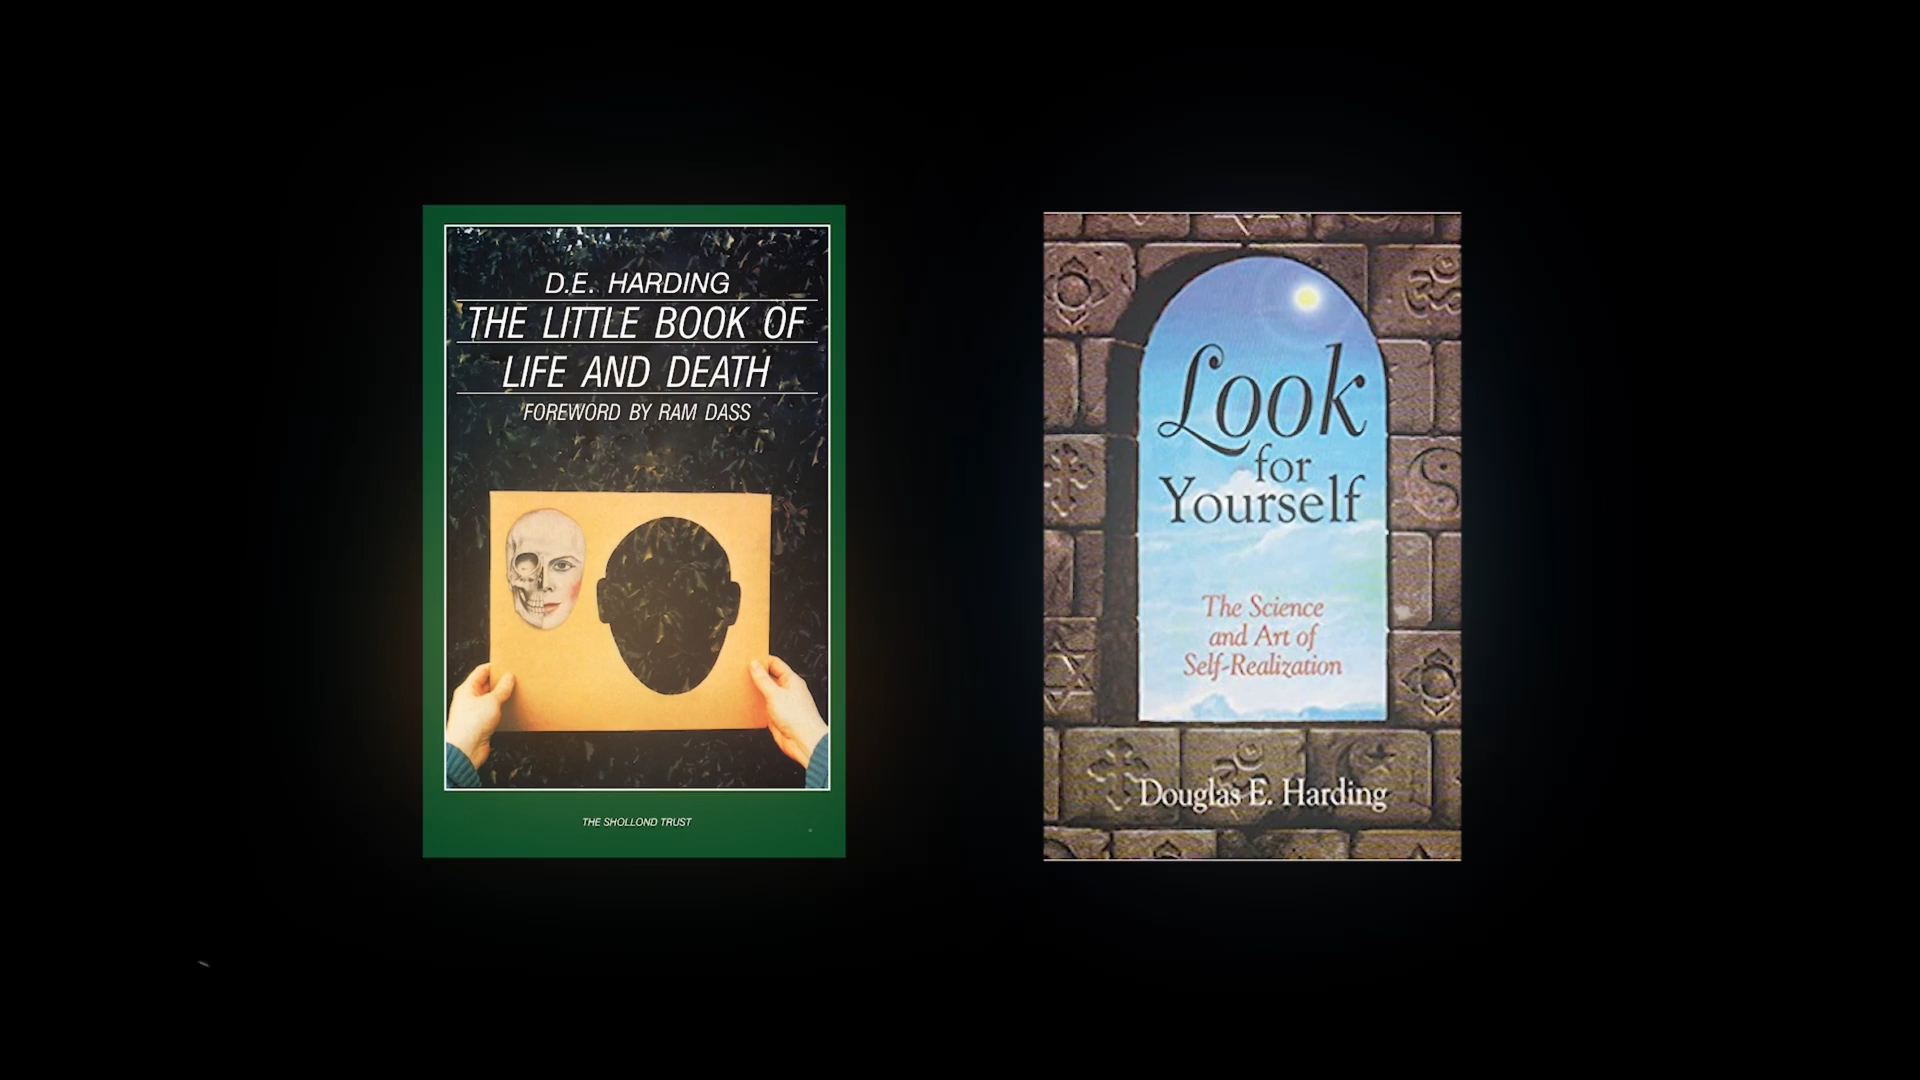 D.E. HARDING
THE LITTLE BOOK OF
LIFE AND DEATH
FOREWORD BY RAM DASS
THE SHOLLOND TRUST
Look
for
Yourself
The Science
and Art of
Self-Realization
Douglas E. Harding